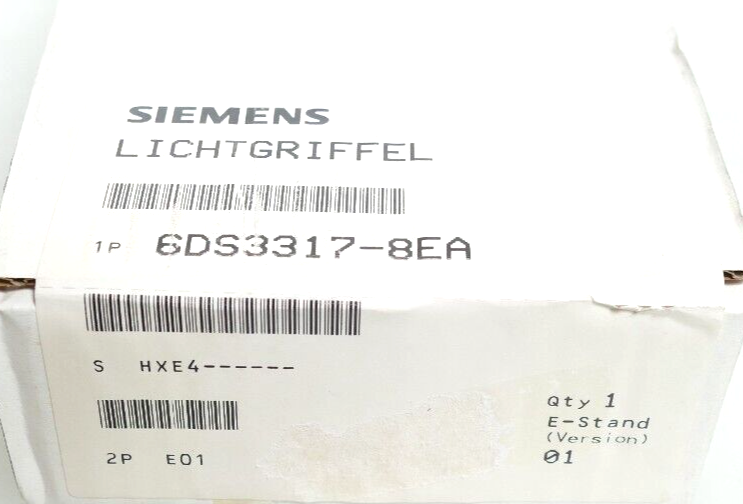 SIEMENS
LICHTGRIFFEL
1P 6DS3317-8EA
S HXE4------
2P E01
Qty 1
E-Stand
(Version)
01